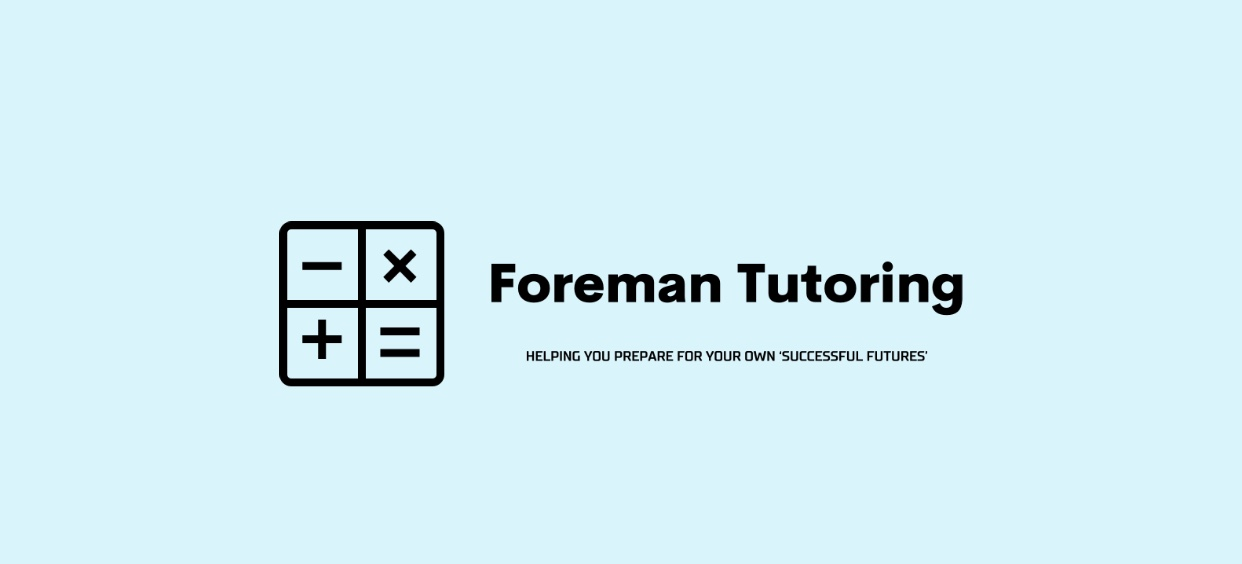 Foreman Tutoring
HELPING YOU PREPARE FOR YOUR OWN ‘SUCCESSFUL FUTURES’